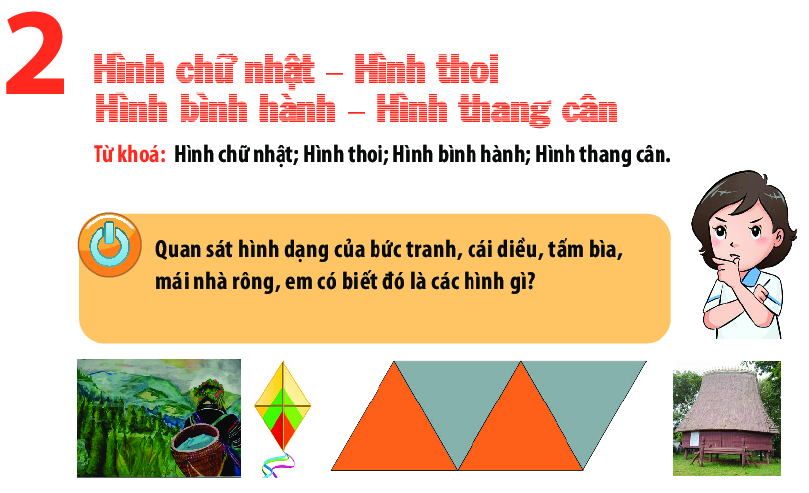 2
Hình chữ nhật – Hình thoi
Hình bình hành – Hình thang cân
Từ khoá: Hình chữ nhật; Hình thoi; Hình bình hành; Hình thang cân.
Quan sát hình dạng của bức tranh, cái diều, tấm bìa,
mái nhà rông, em có biết đó là các hình gì?